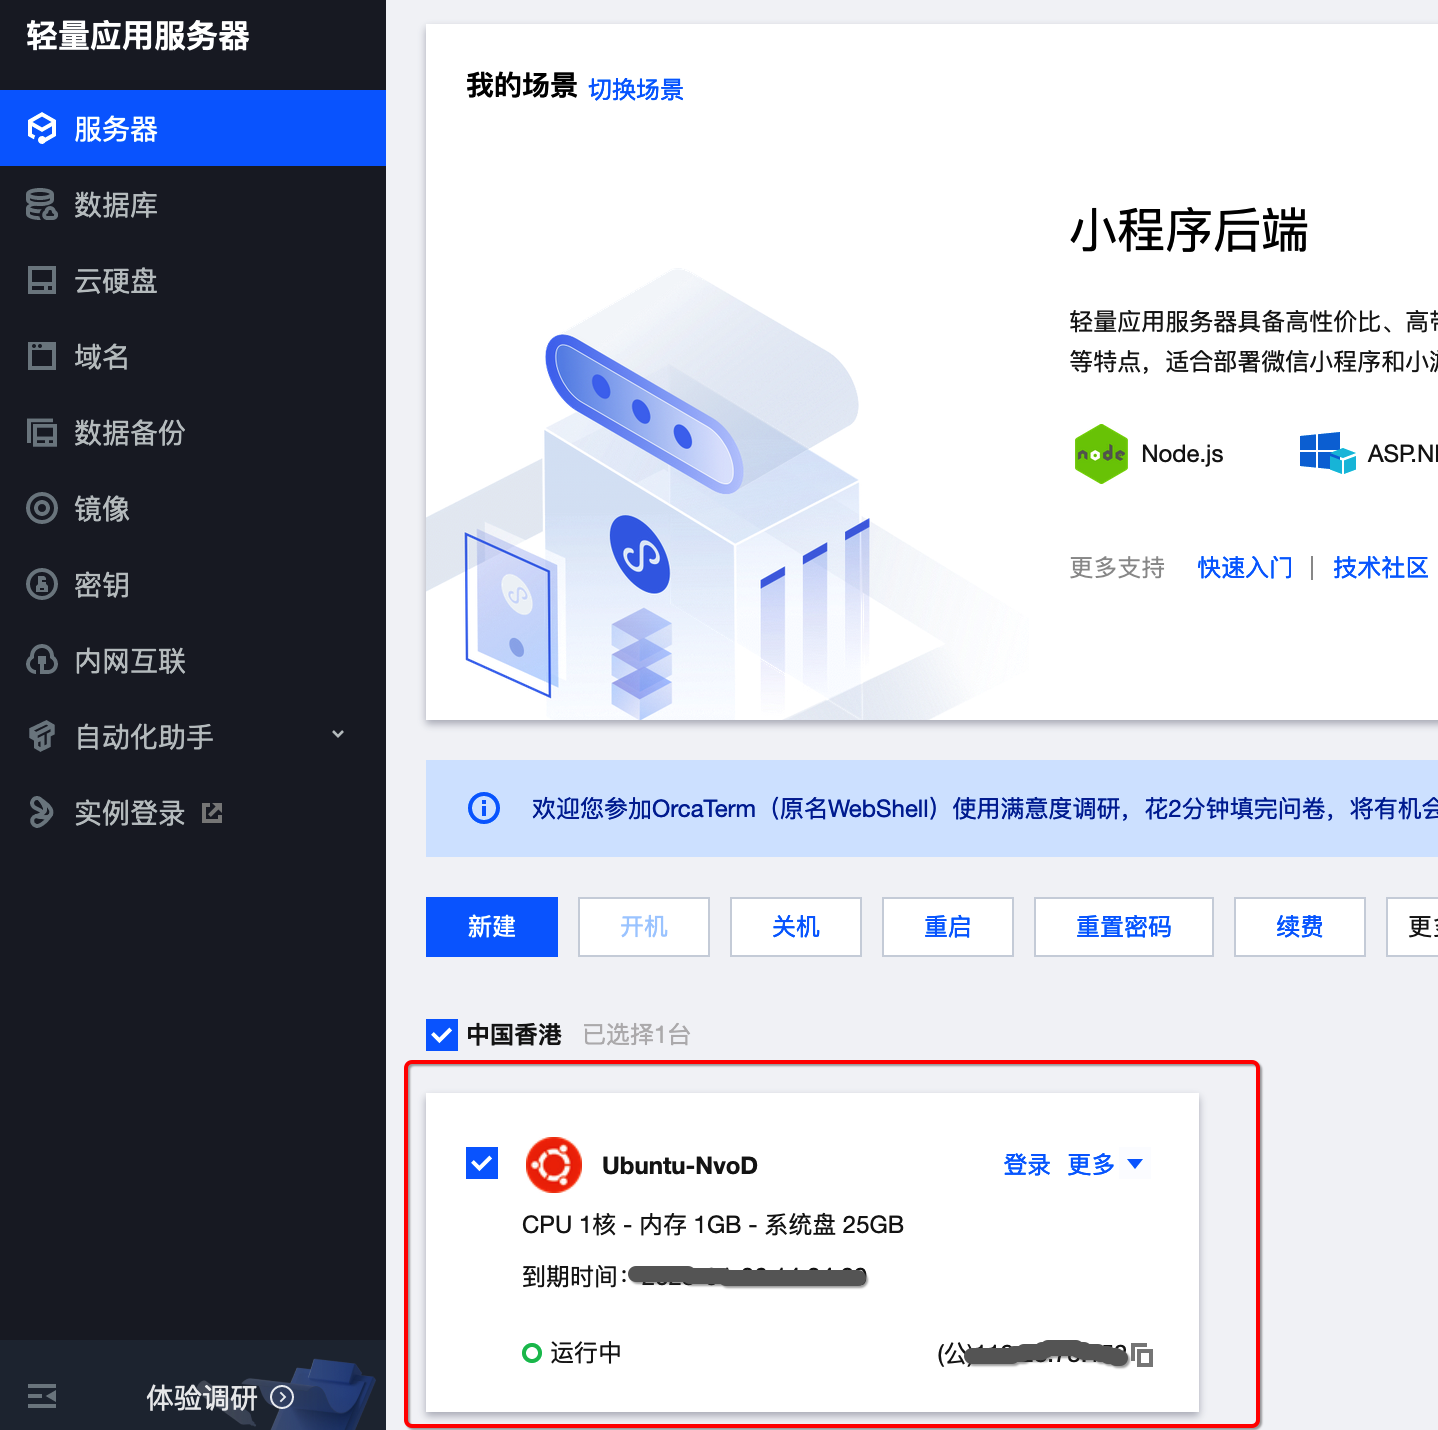 轻量应用服务器
服务器
数据库
云硬盘
域名
数据备份
镜像
密钥
内网互联
自动化助手
实例登录
体验调研
我的场景 切换场景
小程序后端
轻量应用服务器具备高性价比、高
等特点，适合部署微信小程序和小
node Node.js ASP.N
更多支持 快速入门 | 技术社区
欢迎您参加OrcaTerm（原名WebShell）使用满意度调研，花2分钟填完问卷，将有机会
新建 开机 关机 重启 重置密码 续费 更
中国香港 已选择1台
Ubuntu-NvoD 登录 更多
CPU 1核 - 内存 1GB - 系统盘 25GB
到期时间：
运行中 (公)